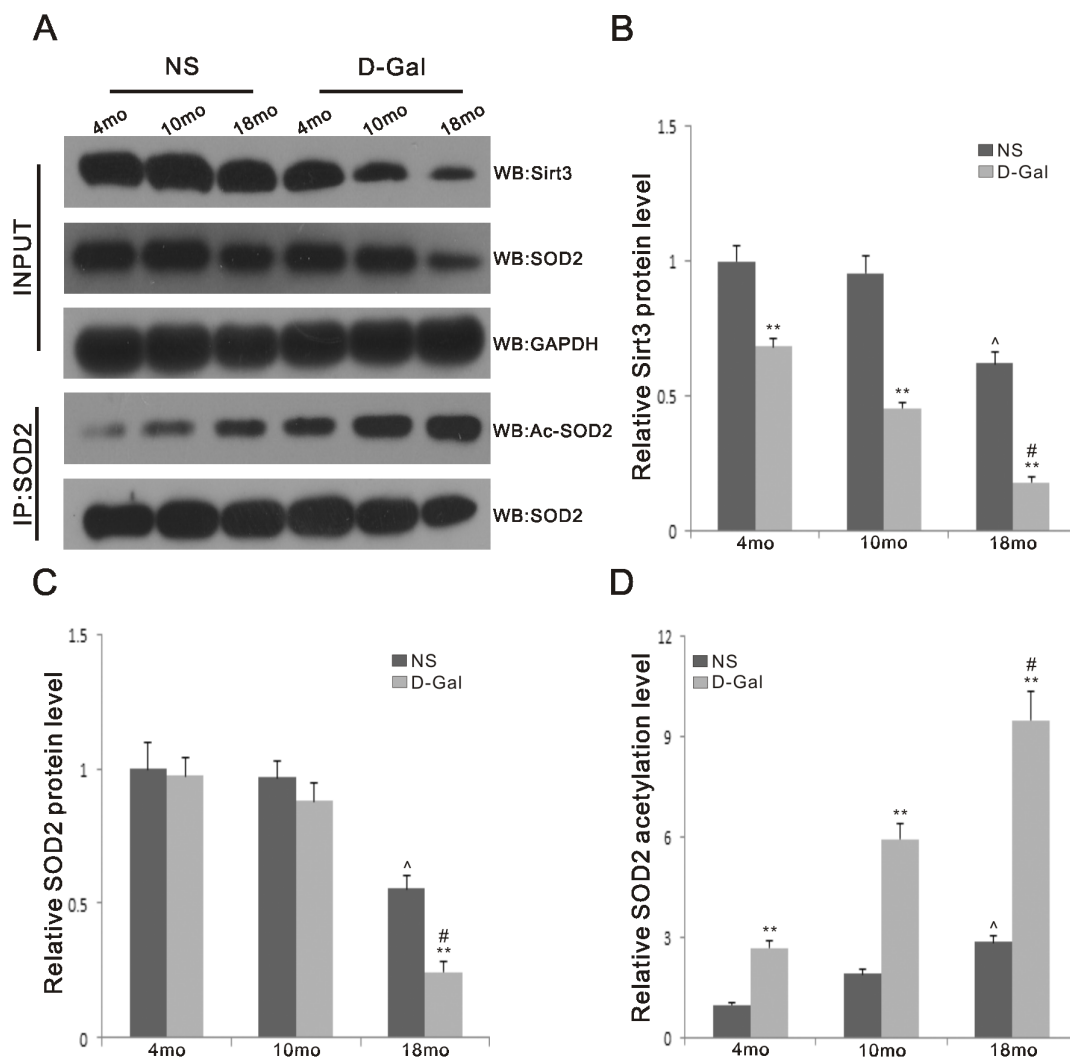 A
NS D-Gal
4mo 10mo 18mo 4mo 10mo 18mo
INPUT
WB:Sirt3
WB:SOD2
WB:GAPDH
IP:SOD2
WB:Ac-SOD2
WB:SOD2
B
Relative Sirt3 protein level
1.5
1
0.5
0
NS
D-Gal
**
**
^
#
**
4mo 10mo 18mo
C
Relative SOD2 protein level
1.5
1
0.5
0
NS
D-Gal
^
#
**
4mo 10mo 18mo
D
Relative SOD2 acetylation level
12
9
6
3
0
NS
D-Gal
**
**
^
#
**
4mo 10mo 18mo